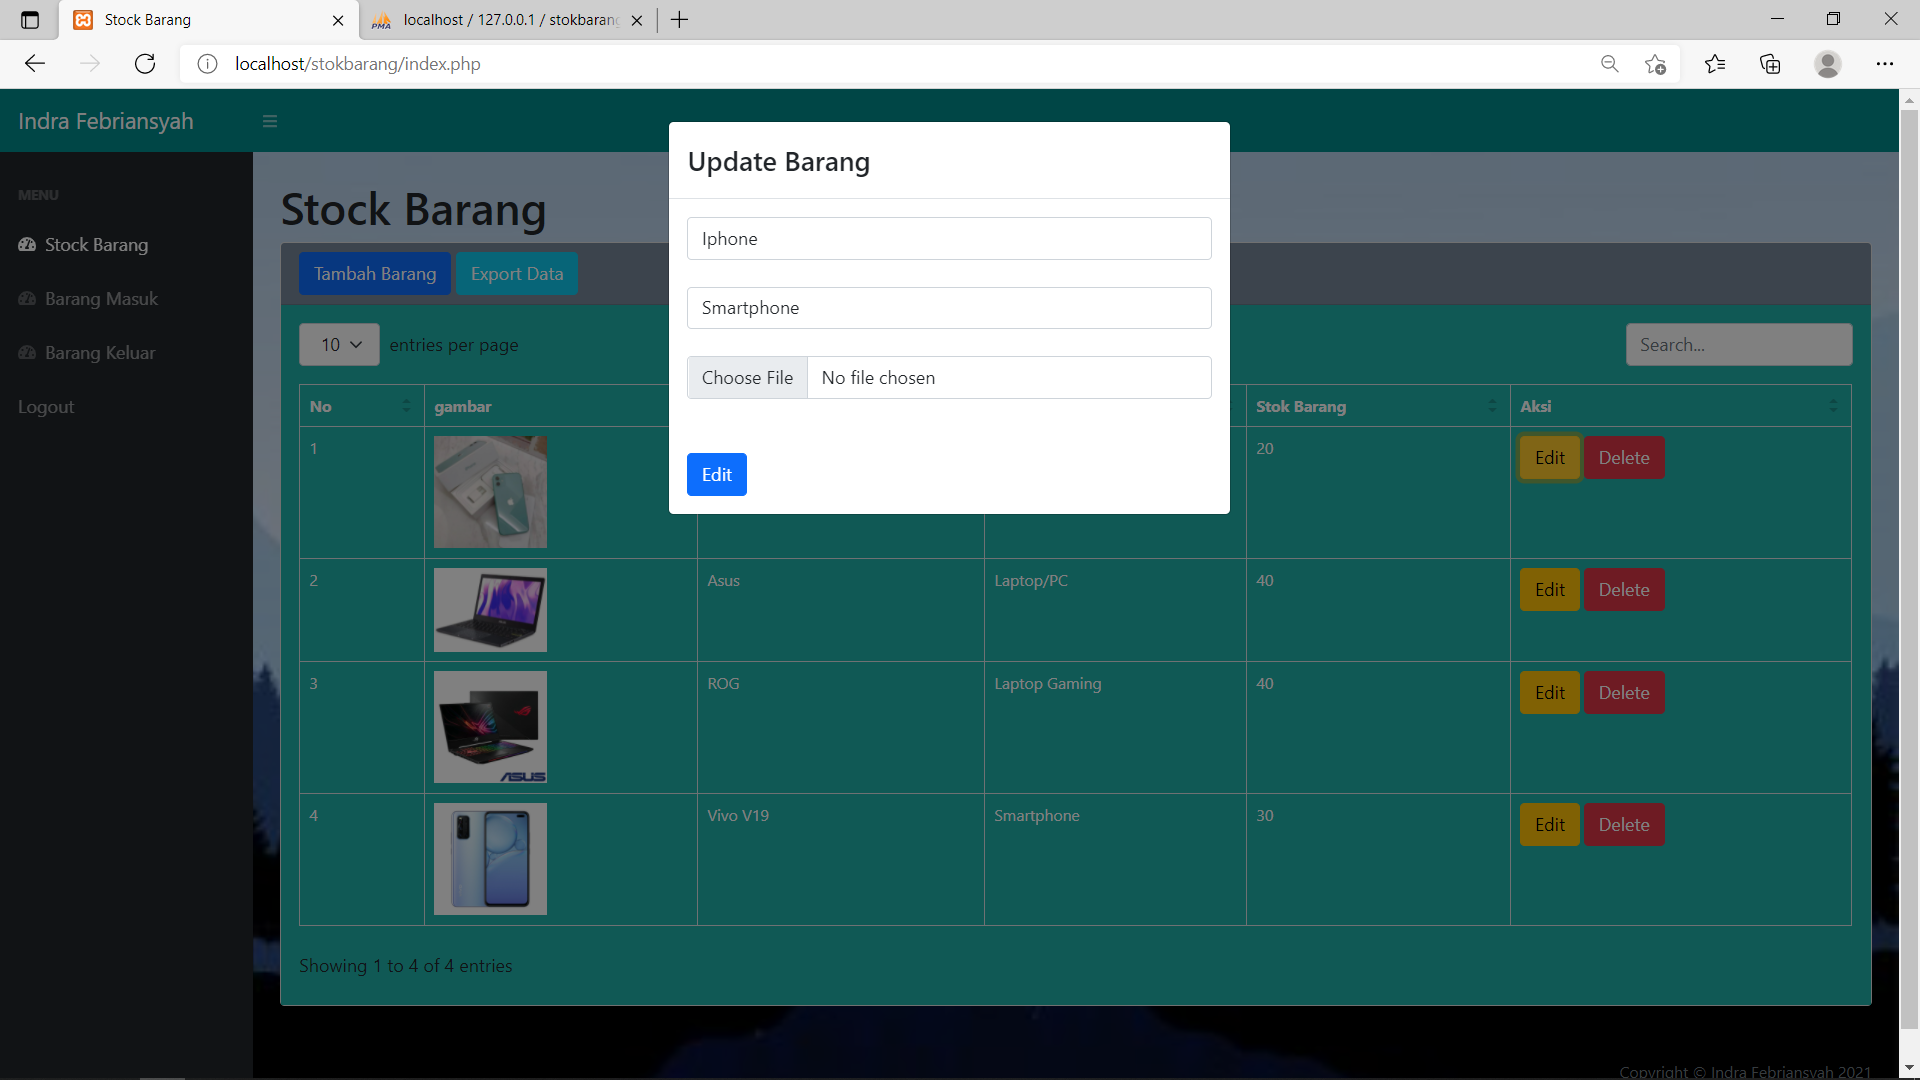 Stock Barang
PMA localhost / 127.0.0.1 / stokbarang
localhost/stokbarang/index.php
Indra Febriansyah
MENU
Stock Barang
Barang Masuk
Barang Keluar
Logout
Stock Barang
Tambah Barang Export Data
10 entries per page
Search...
Update Barang
Iphone
Smartphone
Choose File No file chosen
Edit
No gambar Stok Barang Aksi
1 20 Edit Delete
2 Asus Laptop/PC 40 Edit Delete
3 ROG Laptop Gaming 40 Edit Delete
ASUS
4 Vivo V19 Smartphone 30 Edit Delete
Showing 1 to 4 of 4 entries
Copyright © Indra Febriansyah 2021